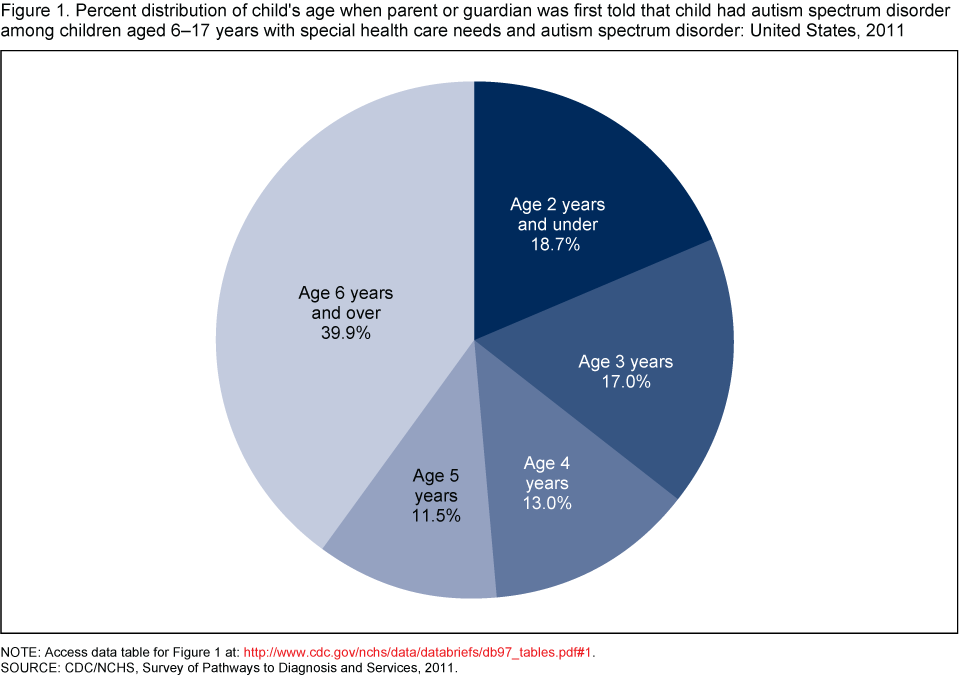 Figure 1. Percent distribution of child's age when parent or guardian was first told that child had autism spectrum disorder
among children aged 6–17 years with special health care needs and autism spectrum disorder: United States, 2011
Age 2 years
and under
18.7%
Age 6 years
and over
39.9%
Age 3 years
17.0%
Age 4
years
13.0%
Age 5
years
11.5%
NOTE: Access data table for Figure 1 at: http://www.cdc.gov/nchs/data/databriefs/db97_tables.pdf#1.
SOURCE: CDC/NCHS, Survey of Pathways to Diagnosis and Services, 2011.